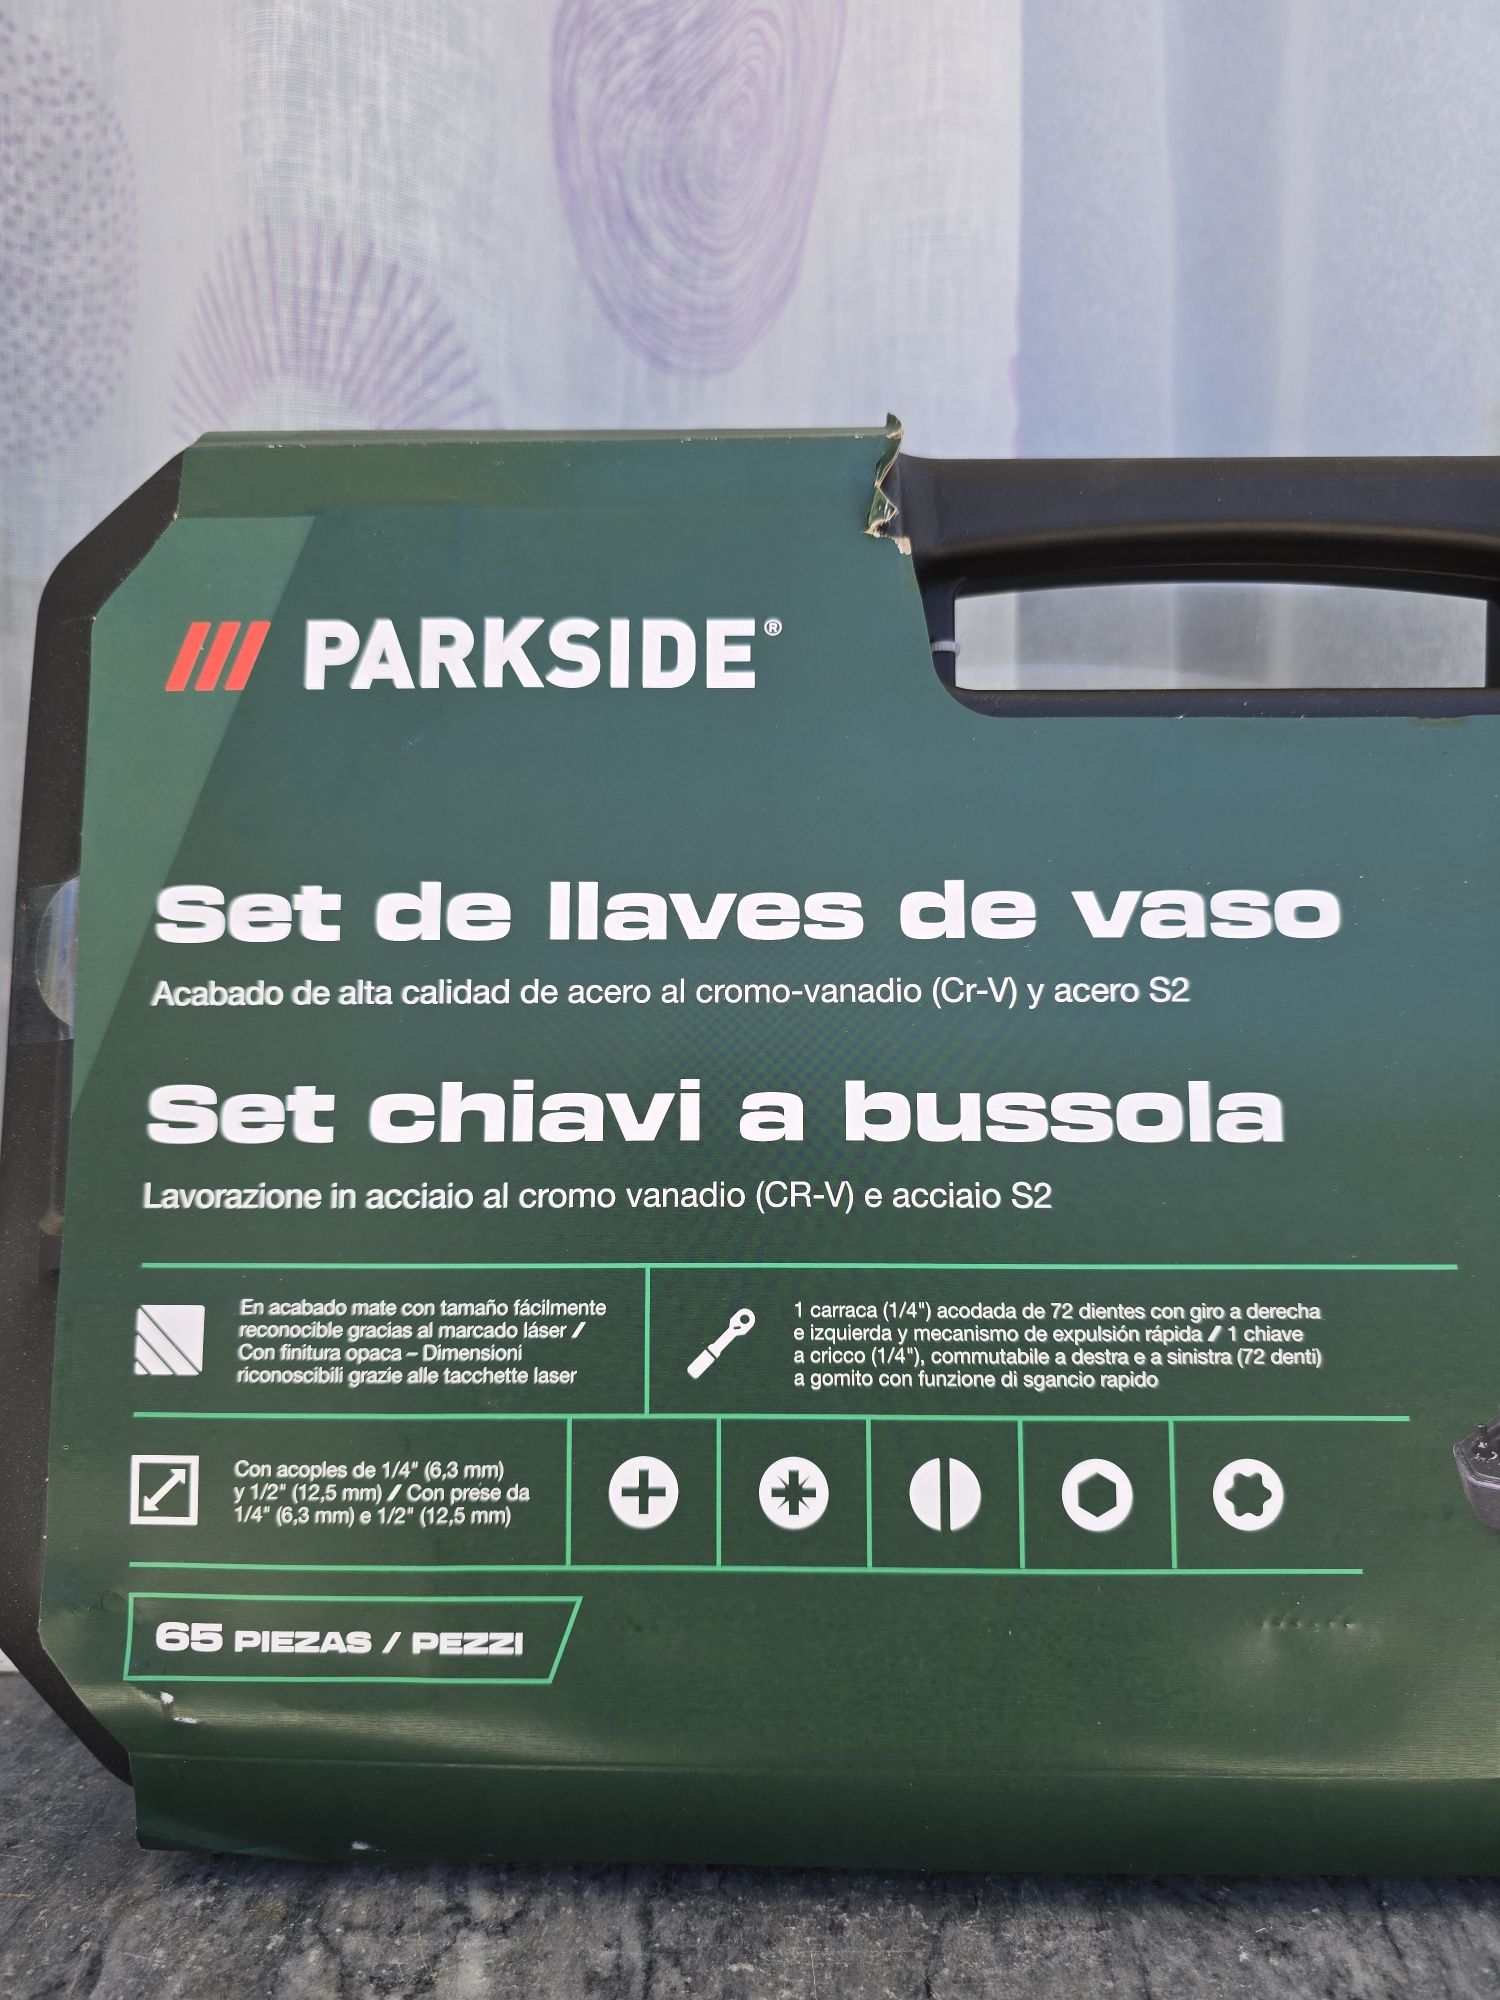 PARKSIDE®
Set de llaves de vaso
Acabado de alta calidad de acero al cromo-vanadio (Cr-V) y acero S2
Set chiavi a bussola
Lavorazione in acciaio al cromo vanadio (CR-V) e acciaio S2
En acabado mate con tamaño fácilmente
reconocible gracias al marcado láser /
Con finitura opaca – Dimensioni
riconoscibili grazie alle tacchette laser
1 carraca (1/4") acodada de 72 dientes con giro a derecha
e izquierda y mecanismo de expulsión rápida / 1 chiave
a cricco (1/4"), commutabile a destra e a sinistra (72 denti)
a gomito con funzione di sgancio rapido
Con acoples de 1/4" (6,3 mm)
y 1/2" (12,5 mm) / Con prese da
1/4" (6,3 mm) e 1/2" (12,5 mm)
65 PIEZAS / PEZZI